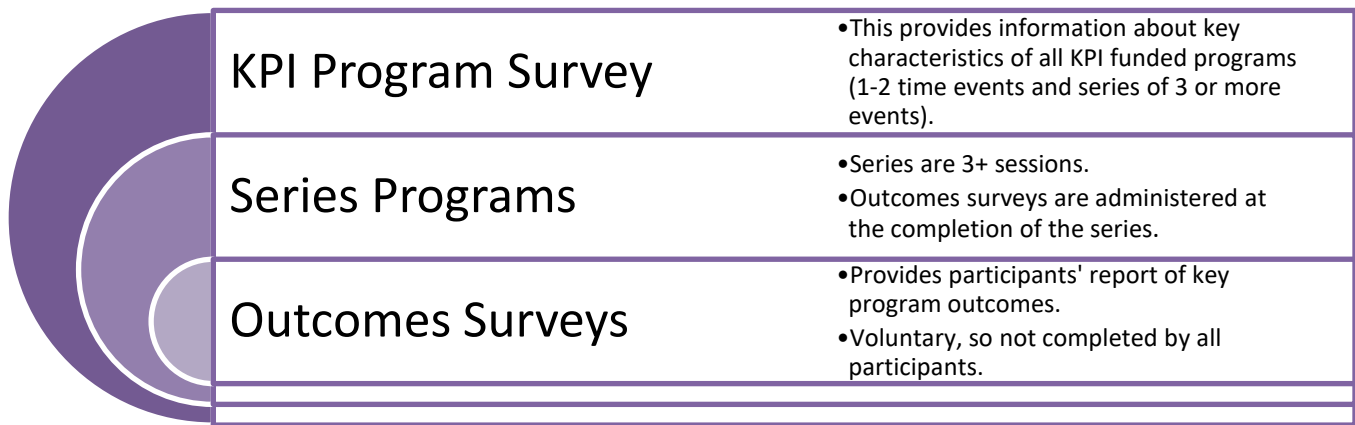 KPI Program Survey
•This provides information about key
characteristics of all KPI funded programs
(1-2 time events and series of 3 or more
events).
Series Programs
•Series are 3+ sessions.
•Outcomes surveys are administered at
the completion of the series.
Outcomes Surveys
•Provides participants' report of key
program outcomes.
•Voluntary, so not completed by all
participants.